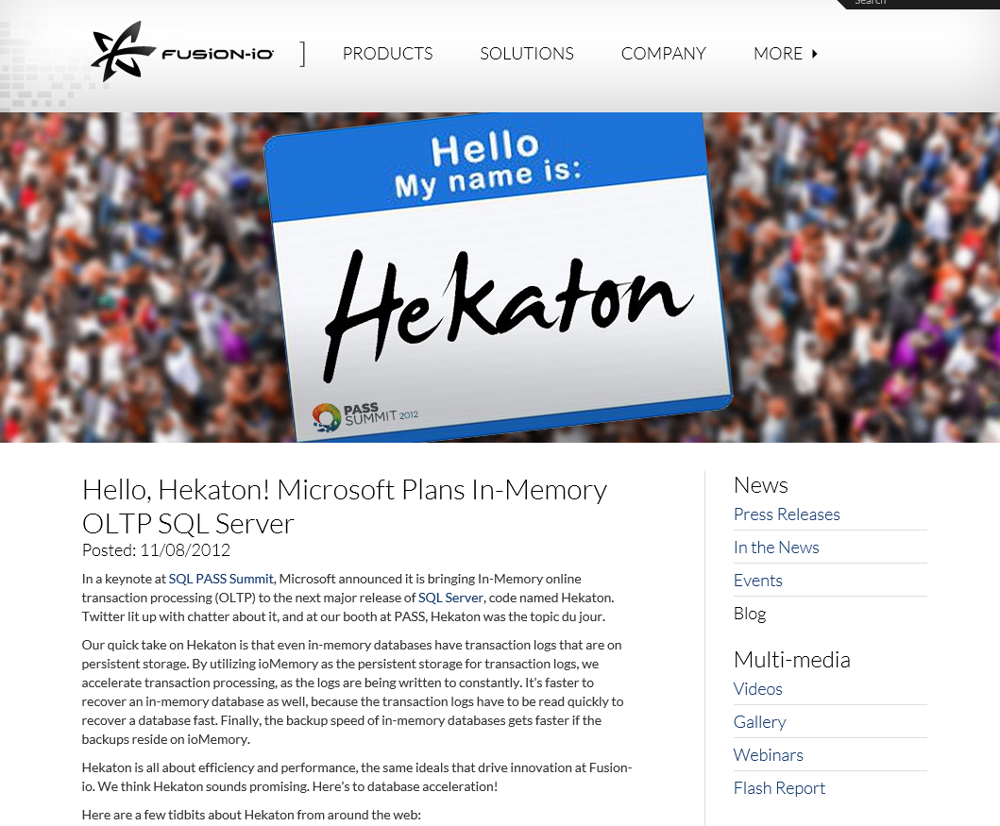 Search
FUSiON-iO
PRODUCTS
SOLUTIONS
COMPANY
MORE
Hello
My name is:
Hekaton
PASS
SUMMIT 2012
Hello, Hekaton! Microsoft Plans In-Memory
OLTP SQL Server
Posted: 11/08/2012
In a keynote at SQL PASS Summit, Microsoft announced it is bringing In-Memory online
transaction processing (OLTP) to the next major release of SQL Server, code named Hekaton.
Twitter lit up with chatter about it, and at our booth at PASS, Hekaton was the topic du jour.
Our quick take on Hekaton is that even in-memory databases have transaction logs that are on
persistent storage. By utilizing ioMemory as the persistent storage for transaction logs, we
accelerate transaction processing, as the logs are being written to constantly. It's faster to
recover an in-memory database as well, because the transaction logs have to be read quickly to
recover a database fast. Finally, the backup speed of in-memory databases gets faster if the
backups reside on ioMemory.
Hekaton is all about efficiency and performance, the same ideals that drive innovation at Fusion-
io. We think Hekaton sounds promising. Here's to database acceleration!
Here are a few tidbits about Hekaton from around the web:
News
Press Releases
In the News
Events
Blog
Multi-media
Videos
Gallery
Webinars
Flash Report